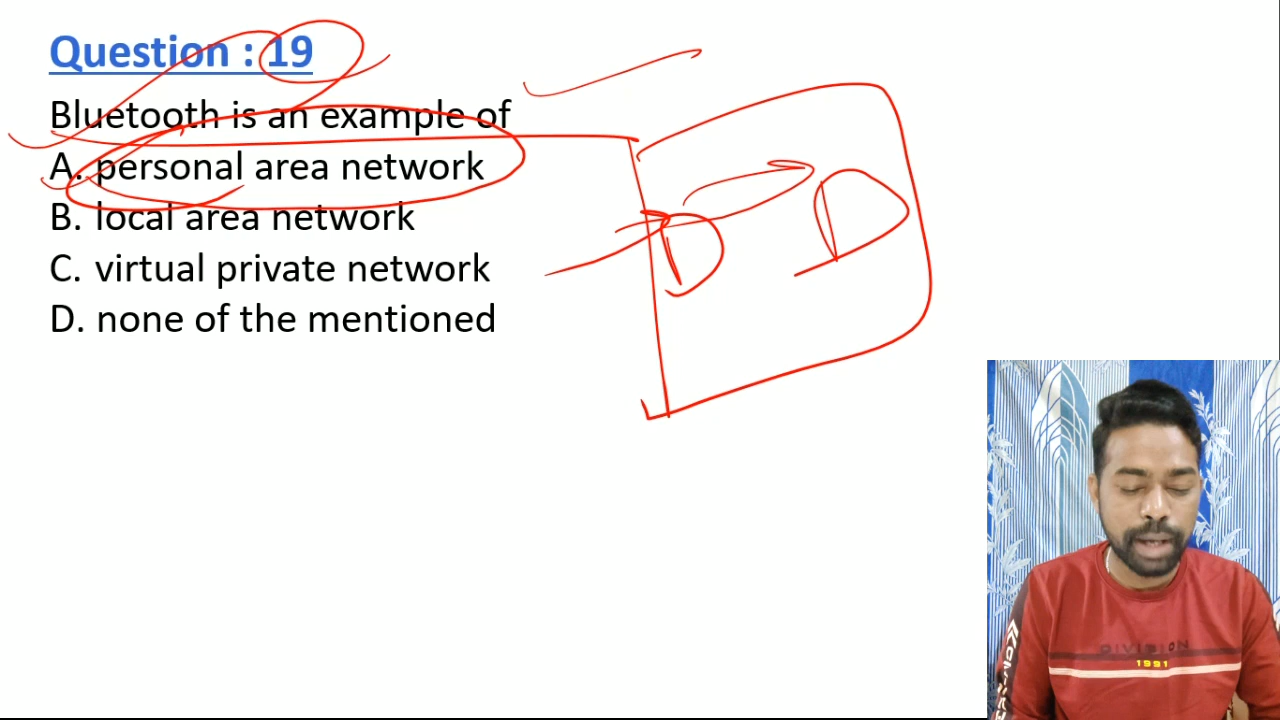 Question : 19
Bluetooth is an example of
A. personal area network
B. local area network
C. virtual private network
D. none of the mentioned
D
D
DIVISION
1991